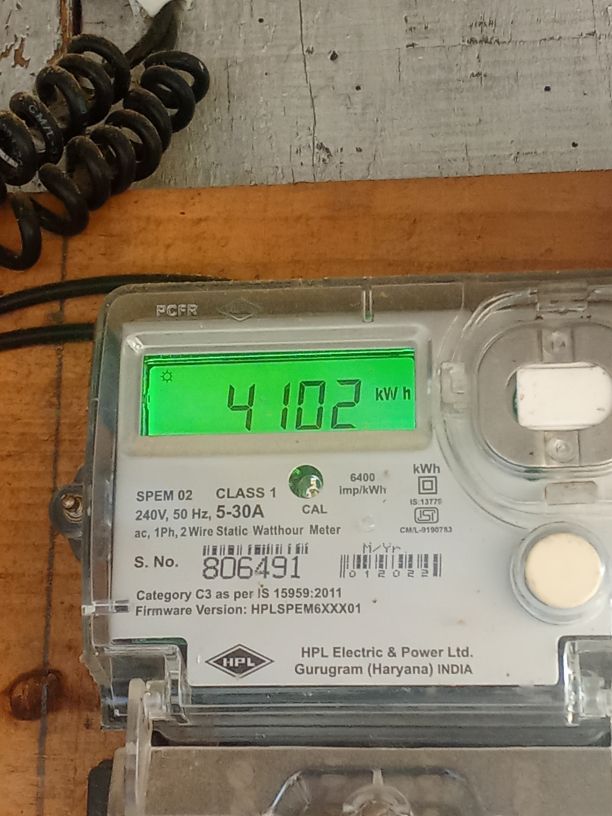 PCFR
4102 kWh
SPEM 02 CLASS 1
6400 imp/kWh
kWh
240V, 50 Hz, 5-30A
CAL
IS:13779
ISI
CM/L-9190783
ac, 1Ph, 2 Wire Static Watthour Meter
M/Yr
S. No. 806491
012022
Category C3 as per IS 15959:2011
Firmware Version: HPLSPEM6XXX01
HPL
HPL Electric & Power Ltd.
Gurugram (Haryana) INDIA